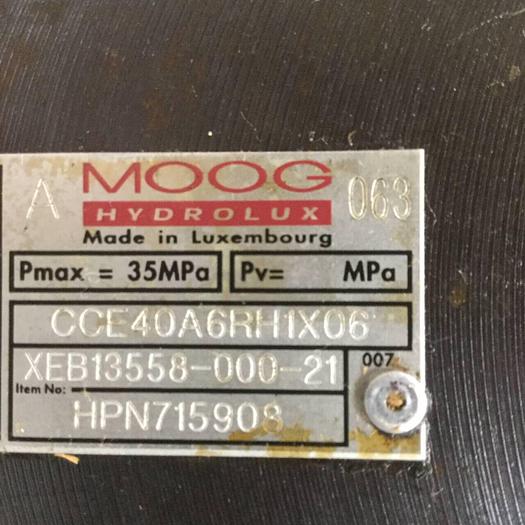 A MOOG 063
HYDROLUX
Made in Luxembourg
Pmax = 35MPa Pv= MPa
CCE40A6RH1X06
XEB13558-000-21 007
Item No:
HPN715908